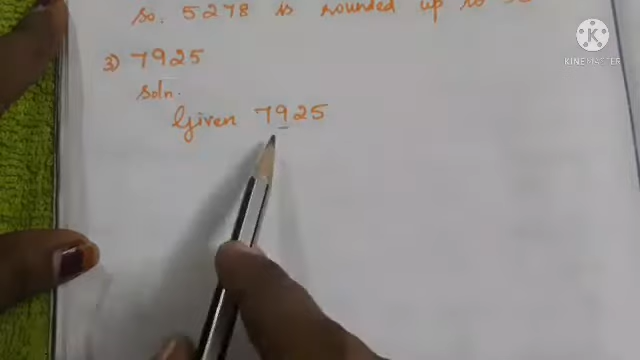 so. 5278 is rounded up to
3) 7925
soln.
Given 7925
KINEMASTER